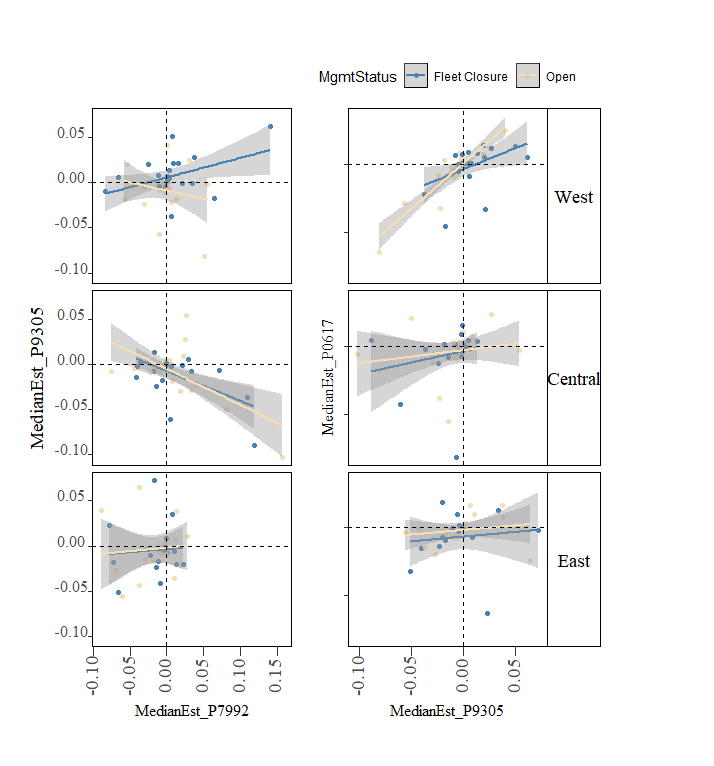 MgmtStatus Fleet Closure Open
0.05
0.00
-0.05
-0.10
West
0.05
0.00
-0.05
-0.10
Central
0.05
0.00
-0.05
-0.10
East
MedianEst_P9305
MedianEst_P0617
-0.10 -0.05 0.00 0.05 0.10 0.15
-0.10 -0.05 0.00 0.05
MedianEst_P7992
MedianEst_P9305